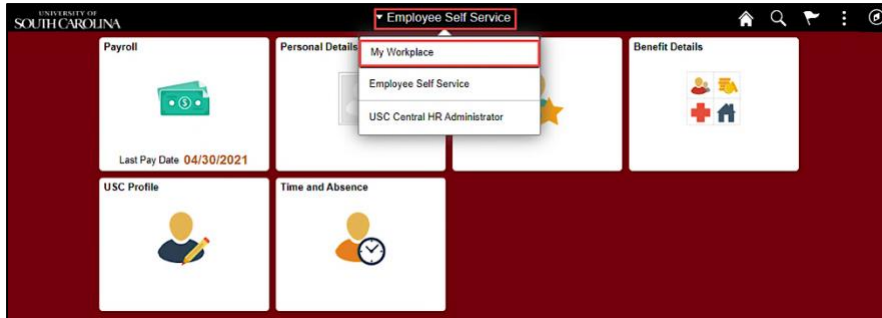 UNIVERSITY OF
SOUTH CAROLINA
Employee Self Service
My Workplace
Employee Self Service
USC Central HR Administrator
Payroll
Last Pay Date 04/30/2021
Personal Details
Benefit Details
USC Profile
Time and Absence